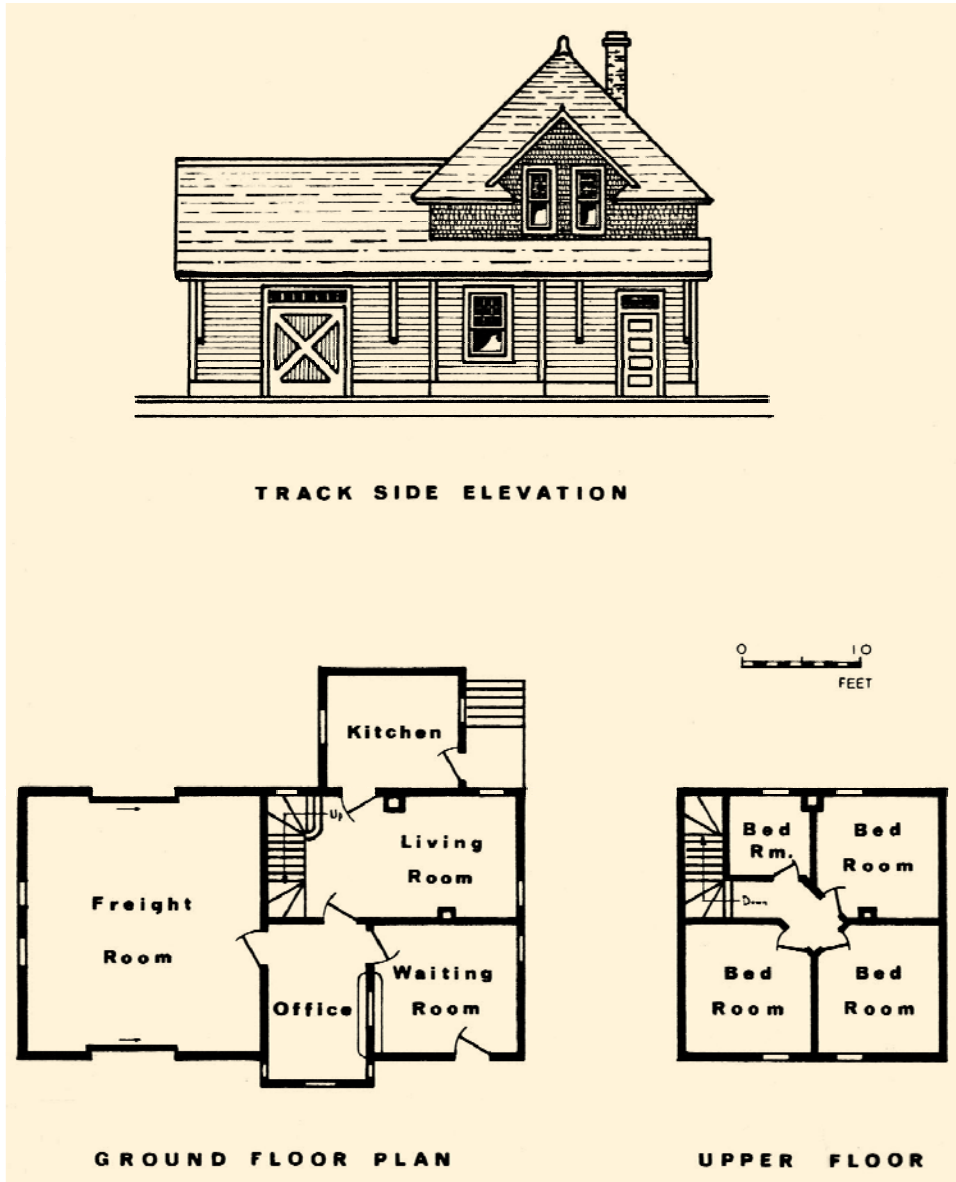 TRACK SIDE ELEVATION
0 10
FEET
Kitchen
Up
Living
Room
Freight
Room
Waiting
Room
Office
Bed
Rm.
Bed
Room
Down
Bed
Room
Bed
Room
GROUND FLOOR PLAN
UPPER FLOOR